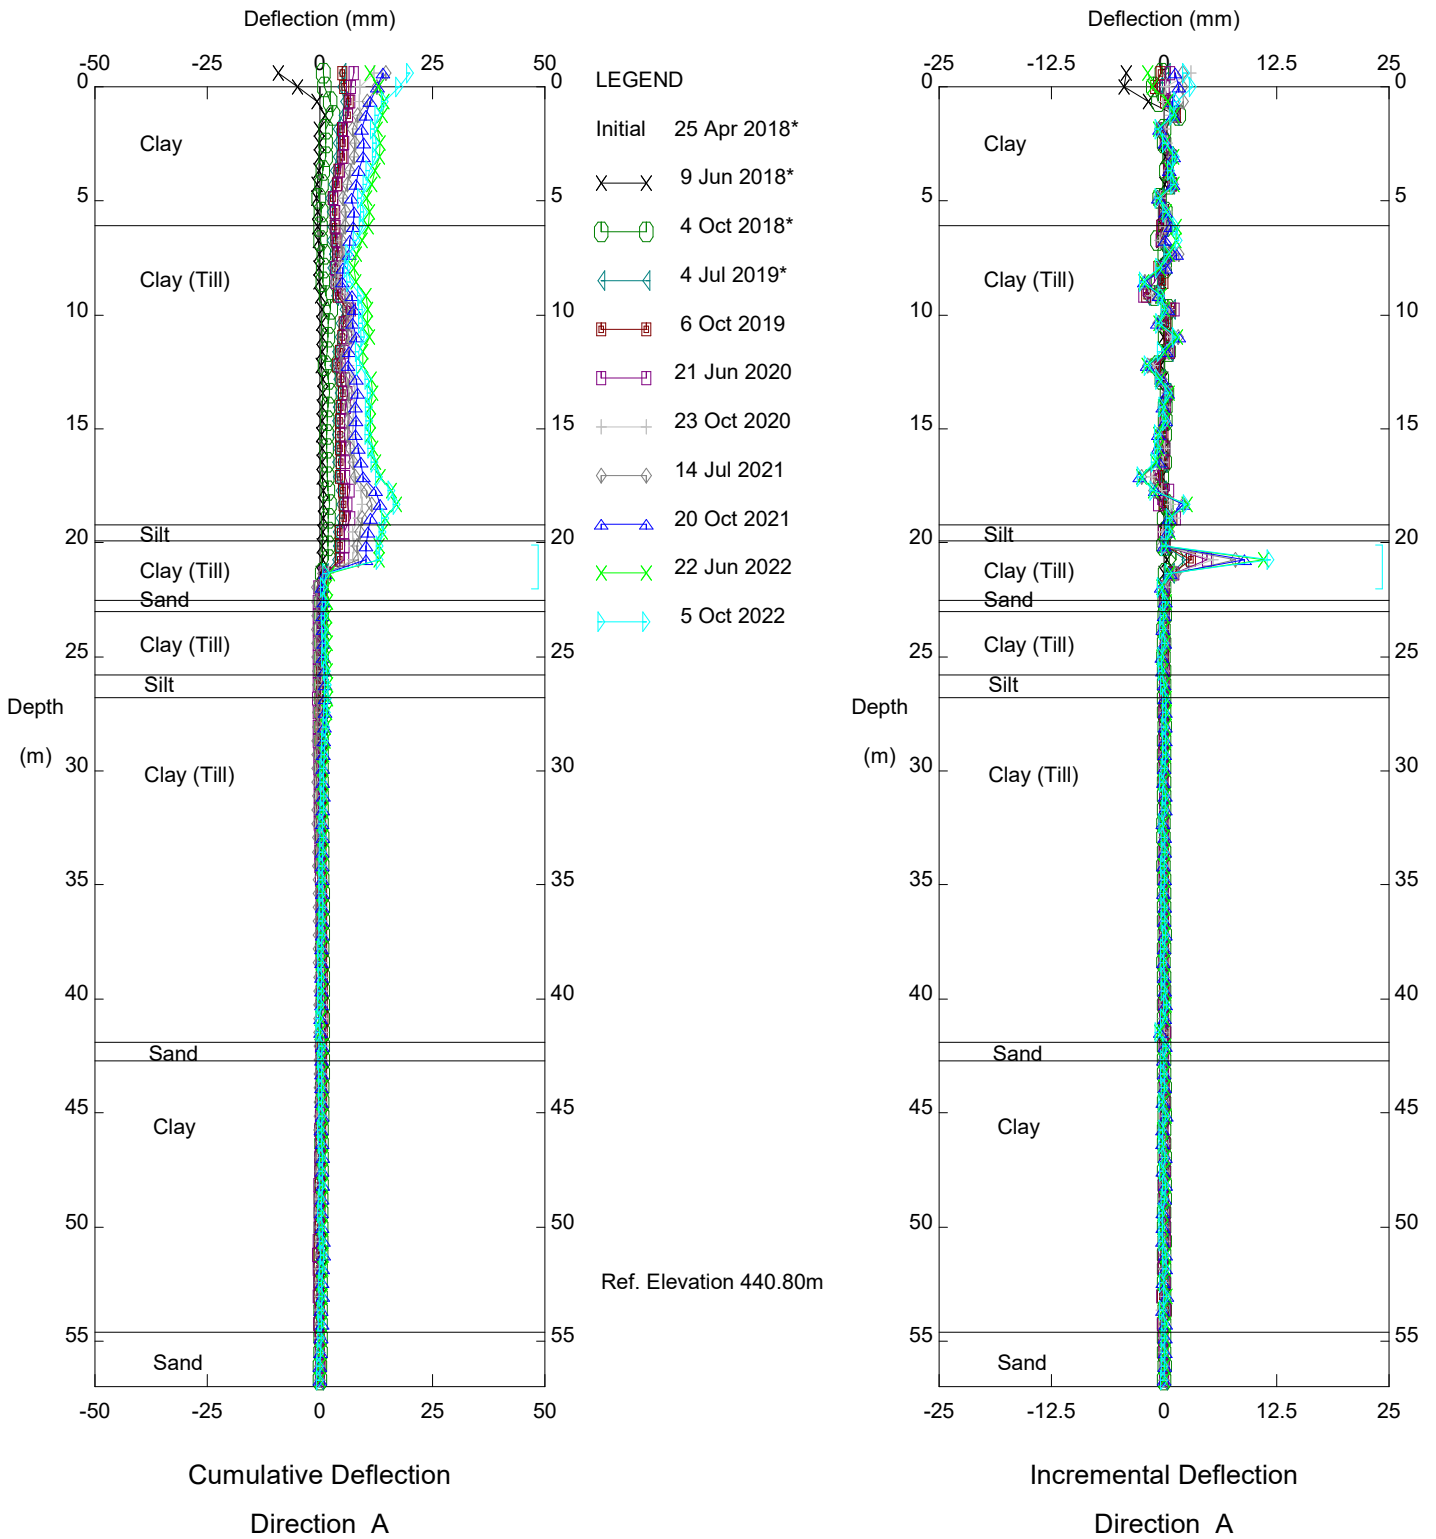 Deflection (mm)
-50 -25 0 25 50
0 0
Clay
5 5
Clay (Till)
10 10
15 15
Silt
20 20
Clay (Till)
Sand
Clay (Till)
25 25
Silt
Depth
(m)
30 30
Clay (Till)
35 35
40 40
Sand
45 45
Clay
50 50
55 55
Sand
-50 -25 0 25 50
Cumulative Deflection
Direction A
LEGEND
Initial 25 Apr 2018*
9 Jun 2018*
4 Oct 2018*
4 Jul 2019*
6 Oct 2019
21 Jun 2020
23 Oct 2020
14 Jul 2021
20 Oct 2021
22 Jun 2022
5 Oct 2022
Ref. Elevation 440.80m
Deflection (mm)
-25 -12.5 0 12.5 25
0 0
Clay
5 5
Clay (Till)
10 10
15 15
Silt
20 20
Clay (Till)
Sand
Clay (Till)
25 25
Silt
Depth
(m)
30 30
Clay (Till)
35 35
40 40
Sand
45 45
Clay
50 50
55 55
Sand
-25 -12.5 0 12.5 25
Incremental Deflection
Direction A